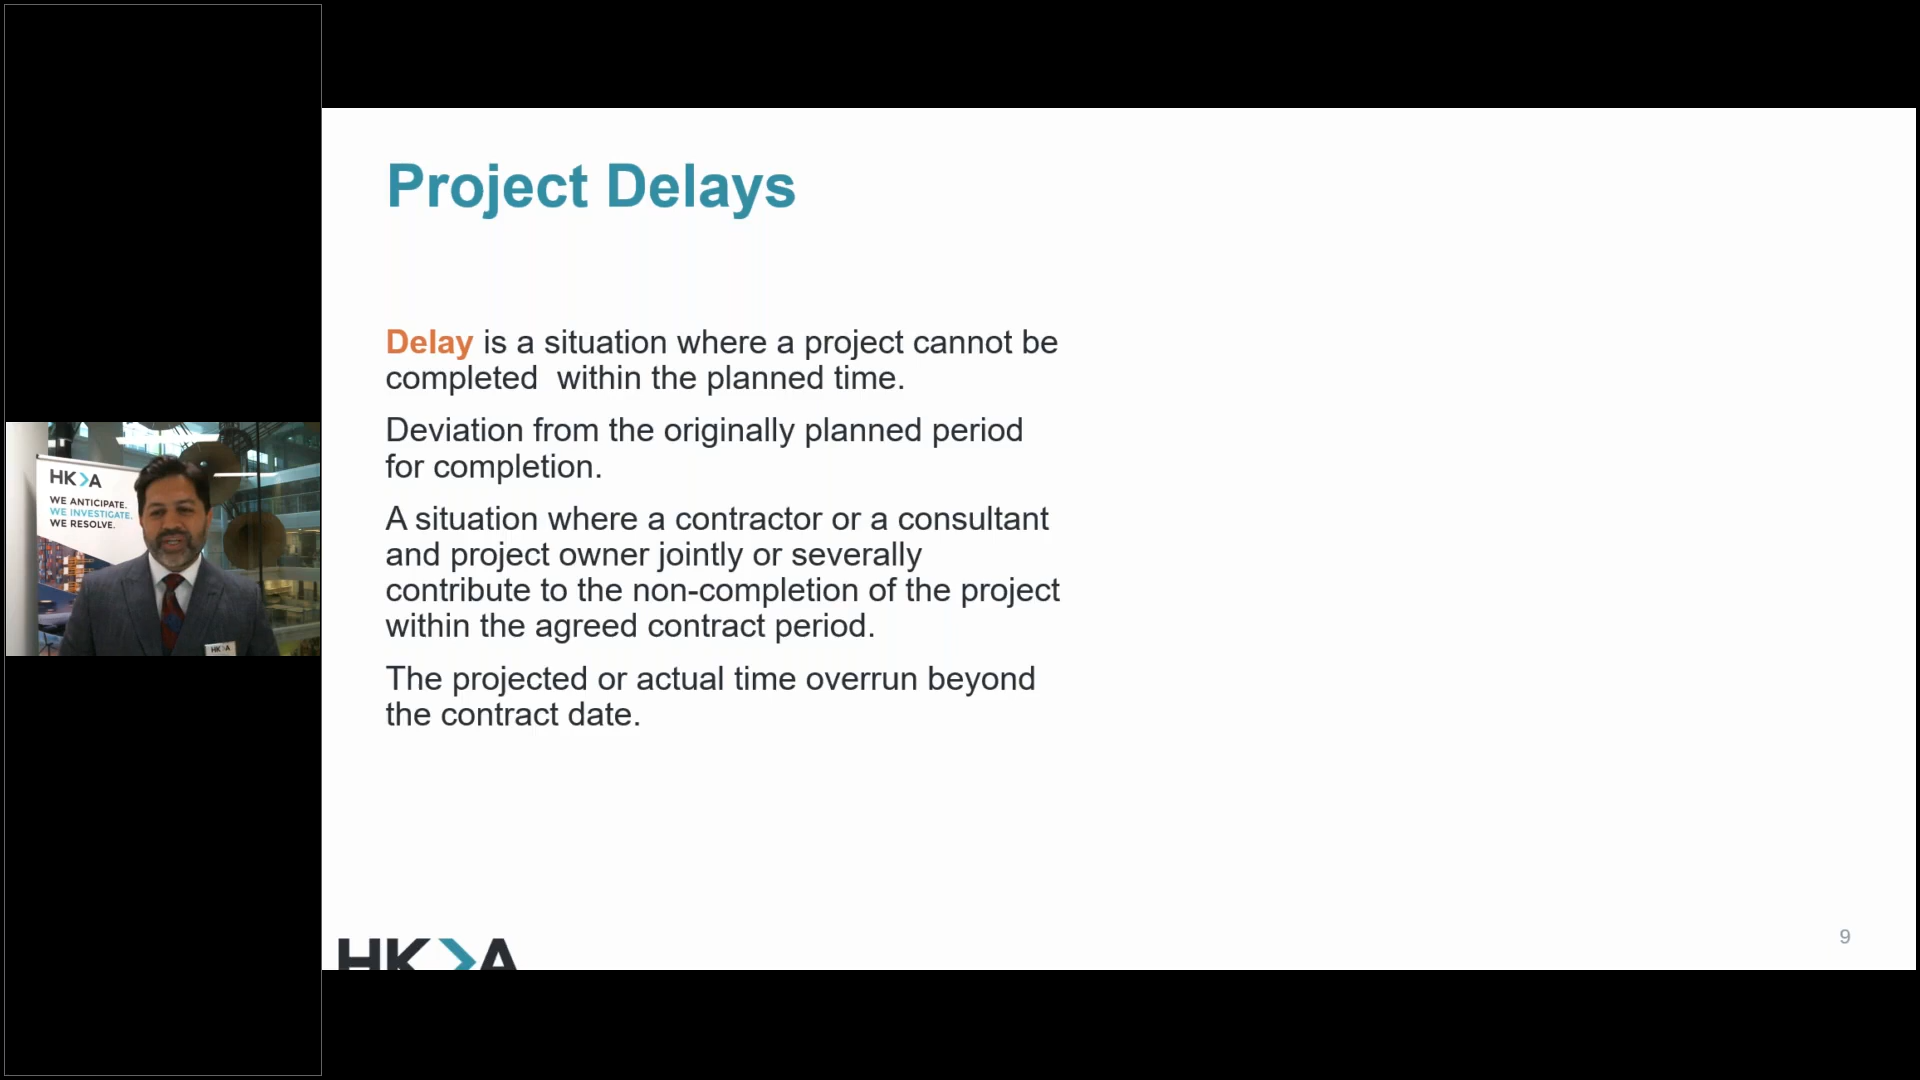 Project Delays
Delay is a situation where a project cannot be
completed  within the planned time.
Deviation from the originally planned period
for completion.
A situation where a contractor or a consultant
and project owner jointly or severally
contribute to the non-completion of the project
within the agreed contract period.
The projected or actual time overrun beyond
the contract date.
HKA
9
HKA
WE ANTICIPATE.
WE INVESTIGATE.
WE RESOLVE.
HKA